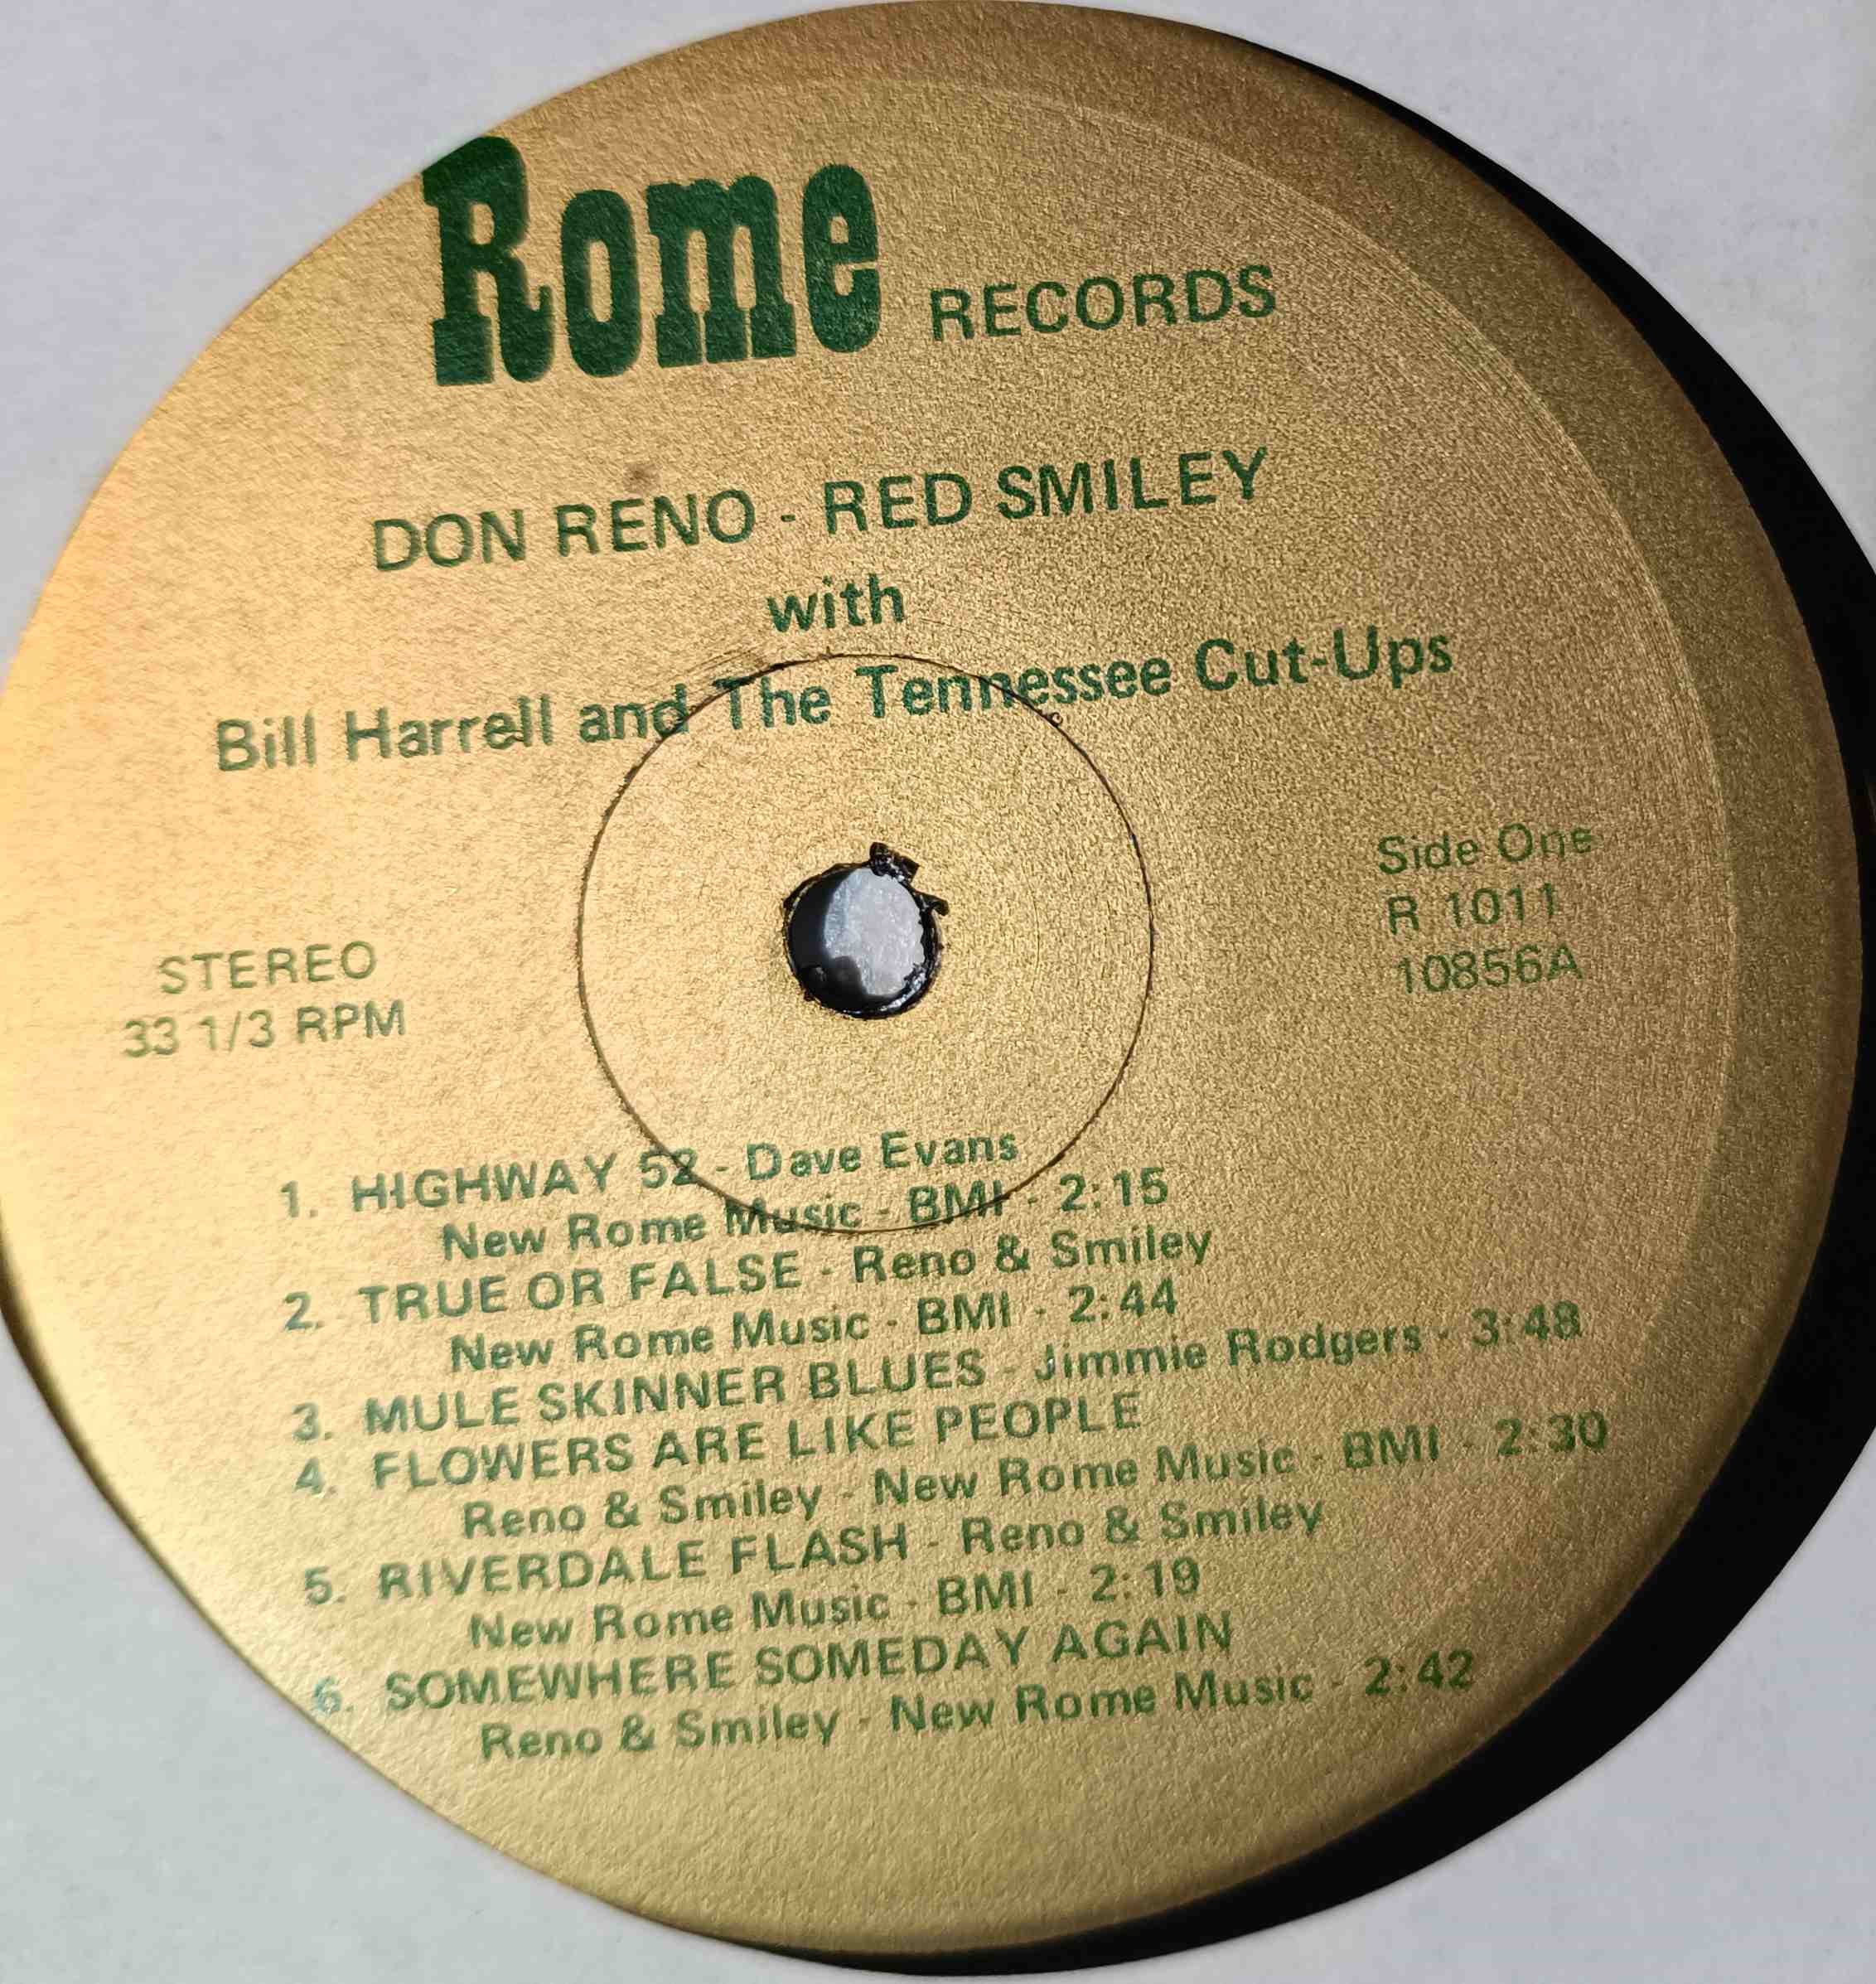 Rome RECORDS
DON RENO - RED SMILEY
with
Bill Harrell and The Tennessee Cut-Ups
Side One
R 1011
10856A
STEREO
33 1/3 RPM
1. HIGHWAY 52 - Dave Evans
New Rome Music - BMI - 2:15
2. TRUE OR FALSE - Reno & Smiley
New Rome Music - BMI - 2:44
3. MULE SKINNER BLUES - Jimmie Rodgers - 3:48
4. FLOWERS ARE LIKE PEOPLE
Reno & Smiley - New Rome Music - BMI - 2:30
5. RIVERDALE FLASH - Reno & Smiley
New Rome Music - BMI - 2:19
6. SOMEWHERE SOMEDAY AGAIN
Reno & Smiley - New Rome Music - 2:42